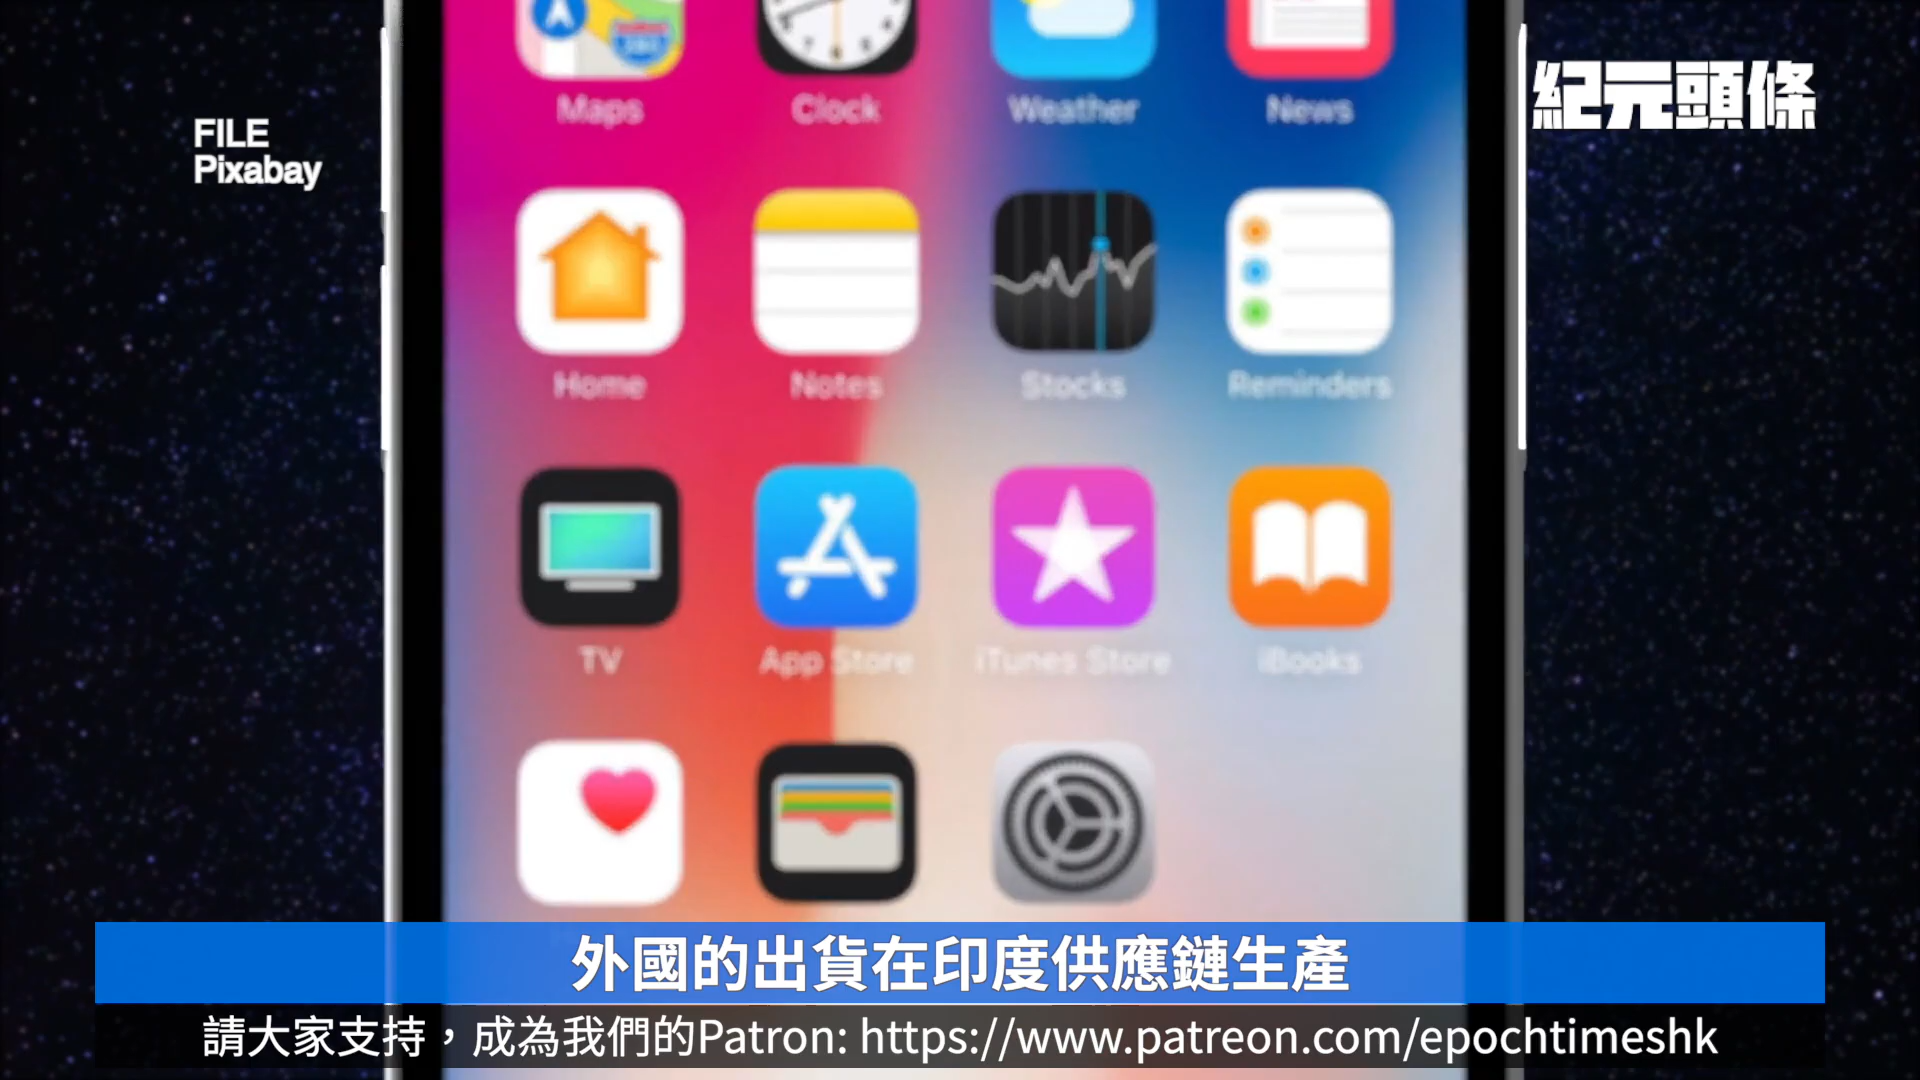 紀元頭條
FILE
Pixabay
Maps
Clock
Weather
News
Home
Notes
Stocks
Reminders
TV
App Store
iTunes Store
iBooks
外國的出貨在印度供應鏈生產
請大家支持，成為我們的Patron: https://www.patreon.com/epochtimeshk